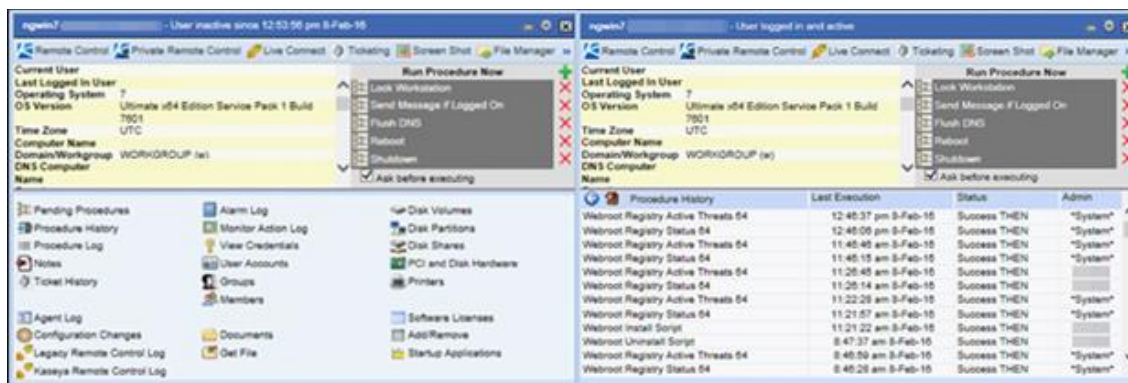 ngwin7 - User inactive since 12:53:56 pm 8-Feb-16
Remote Control Private Remote Control Live Connect Ticketing Screen Shot File Manager »
Current User
Last Logged In User
Operating System 7
OS Version Ultimate x64 Edition Service Pack 1 Build 7601
Time Zone UTC
Computer Name
Domain/Workgroup WORKGROUP (w)
DNS Computer
Name
Run Procedure Now
Lock Workstation
Send Message if Logged On
Flush DNS
Reboot
Shutdown
Ask before executing
Pending Procedures
Procedure History
Procedure Log
Notes
Ticket History
Agent Log
Configuration Changes
Legacy Remote Control Log
Kaseya Remote Control Log
Alarm Log
Monitor Action Log
View Credentials
User Accounts
Groups
Members
Documents
Get File
Disk Volumes
Disk Partitions
Disk Shares
PCI and Disk Hardware
Printers
Software Licenses
Add/Remove
Startup Applications
ngwin7 - User logged in and active
Remote Control Private Remote Control Live Connect Ticketing Screen Shot File Manager
Current User
Last Logged In User
Operating System 7
OS Version Ultimate x64 Edition Service Pack 1 Build 7601
Time Zone UTC
Computer Name
Domain/Workgroup WORKGROUP (w)
DNS Computer
Name
Run Procedure Now
Lock Workstation
Send Message if Logged On
Flush DNS
Reboot
Shutdown
Ask before executing
Procedure History Last Execution Status Admin
Webroot Registry Active Threats 64 12:46:37 pm 8-Feb-16 Success THEN *System*
Webroot Registry Status 64 12:46:06 pm 8-Feb-16 Success THEN *System*
Webroot Registry Active Threats 64 11:46:46 am 8-Feb-16 Success THEN *System*
Webroot Registry Status 64 11:46:15 am 8-Feb-16 Success THEN *System*
Webroot Registry Active Threats 64 11:26:45 am 8-Feb-16 Success THEN
Webroot Registry Status 64 11:26:14 am 8-Feb-16 Success THEN
Webroot Registry Active Threats 64 11:22:28 am 8-Feb-16 Success THEN *System*
Webroot Registry Status 64 11:21:57 am 8-Feb-16 Success THEN *System*
Webroot Install Script 11:21:22 am 8-Feb-16 Success THEN
Webroot Uninstall Script 8:47:37 am 8-Feb-16 Success THEN
Webroot Registry Active Threats 64 8:46:59 am 8-Feb-16 Success THEN *System*
Webroot Registry Status 64 8:46:28 am 8-Feb-16 Success THEN *System*